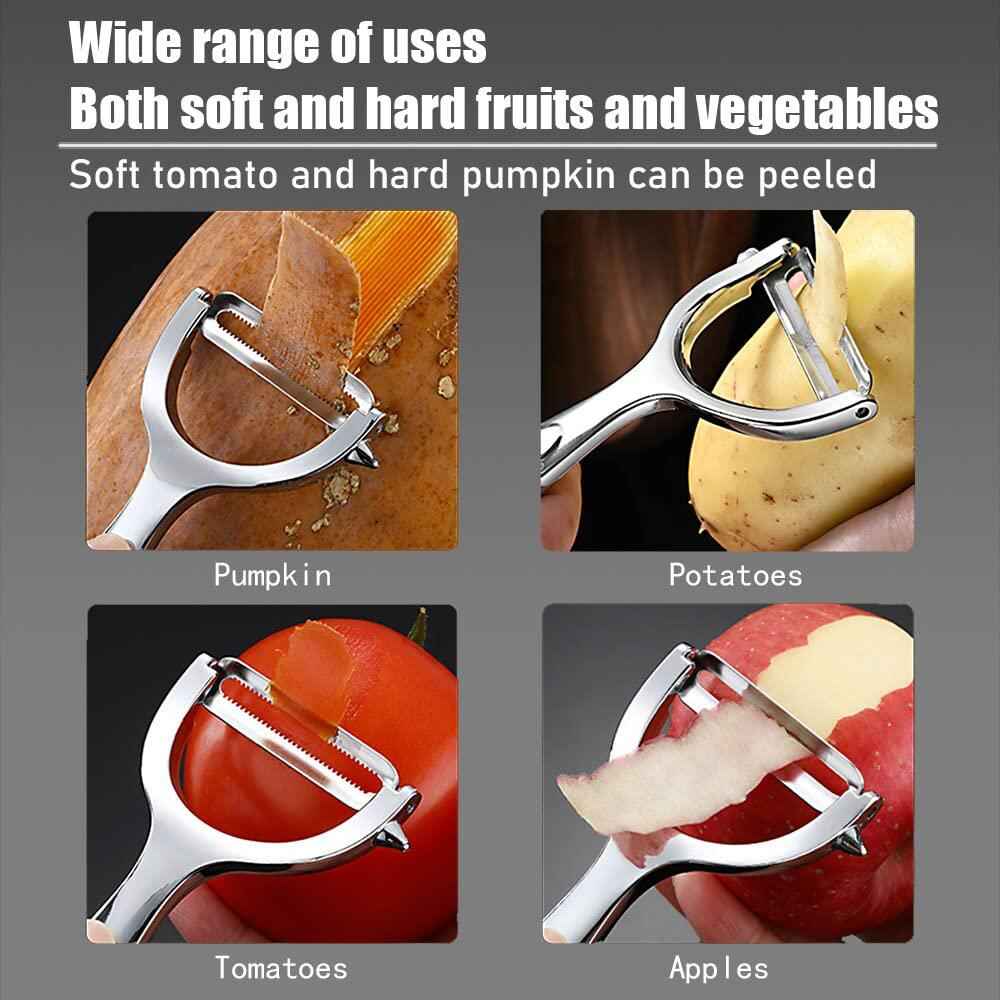 Wide range of uses
Both soft and hard fruits and vegetables
Soft tomato and hard pumpkin can be peeled
Pumpkin
Potatoes
Tomatoes
Apples